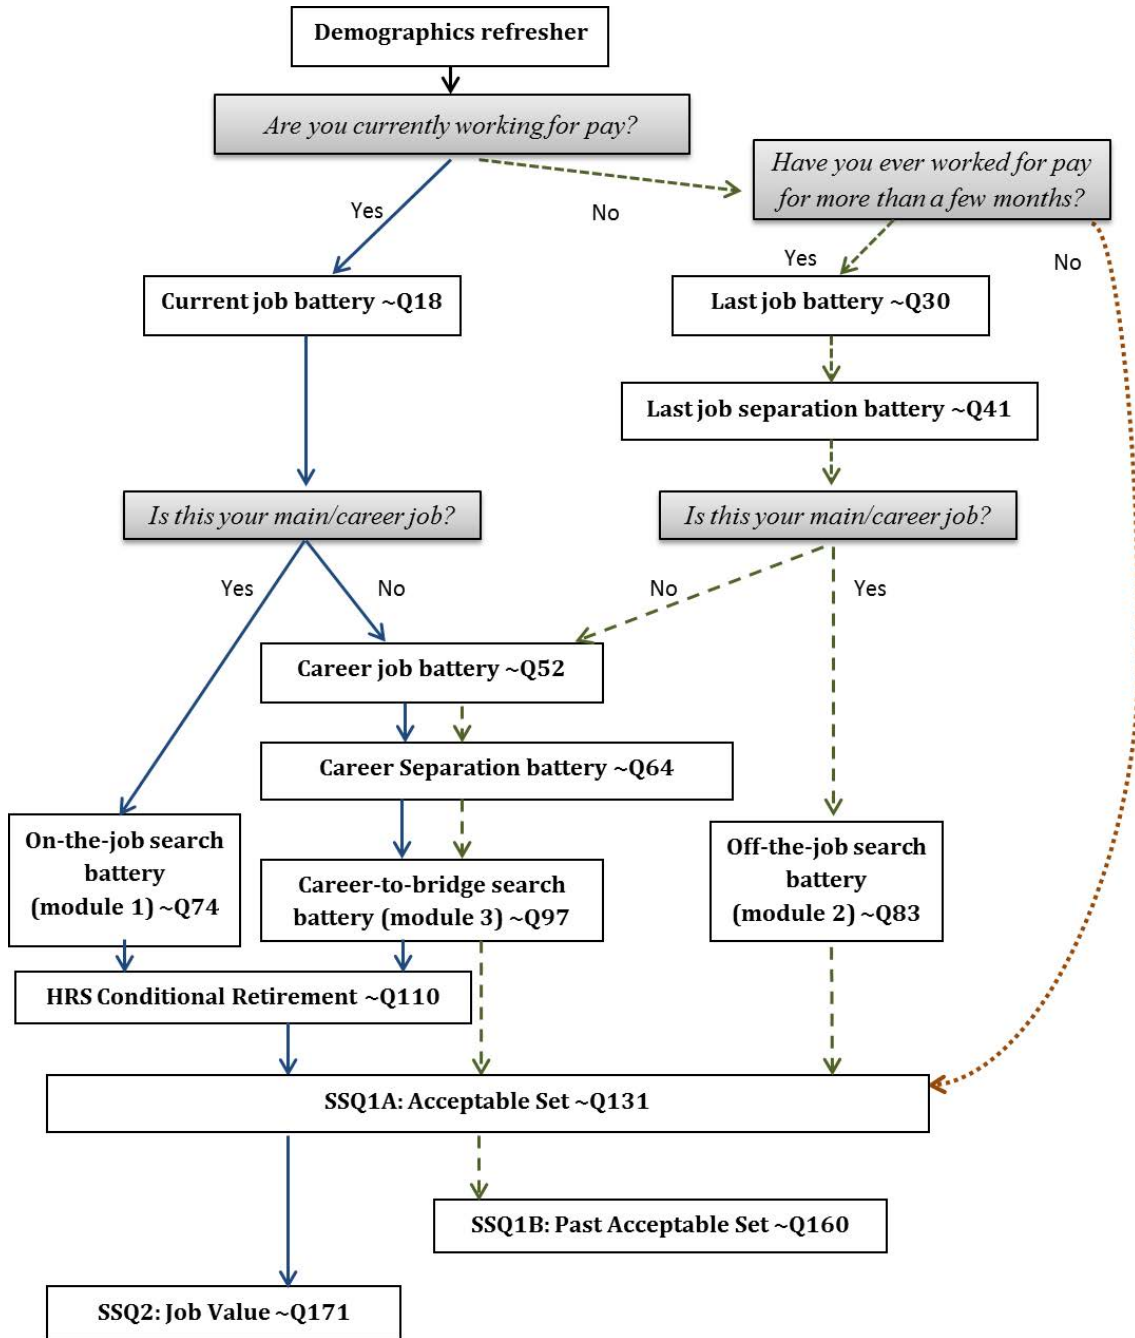 Demographics refresher
Are you currently working for pay?
Have you ever worked for pay
for more than a few months?
Yes
No
Yes
No
Current job battery ~Q18
Last job battery ~Q30
Last job separation battery ~Q41
Is this your main/career job?
Is this your main/career job?
Yes
No
No
Yes
Career job battery ~Q52
Career Separation battery ~Q64
On-the-job search
battery
(module 1) ~Q74
Career-to-bridge search
battery (module 3) ~Q97
Off-the-job search
battery
(module 2) ~Q83
HRS Conditional Retirement ~Q110
SSQ1A: Acceptable Set ~Q131
SSQ1B: Past Acceptable Set ~Q160
SSQ2: Job Value ~Q171